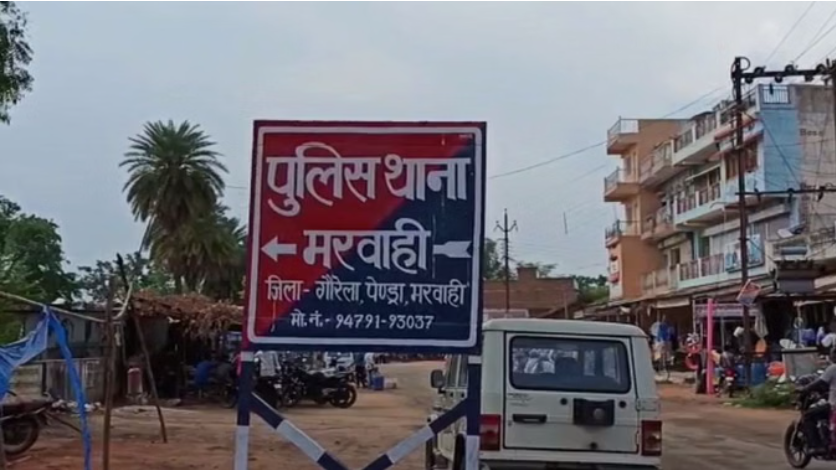 पुलिस थाना
मरवाही
जिला- गौरेला, पेण्ड्रा, मरवाही
मो.नं.- 94791-93037